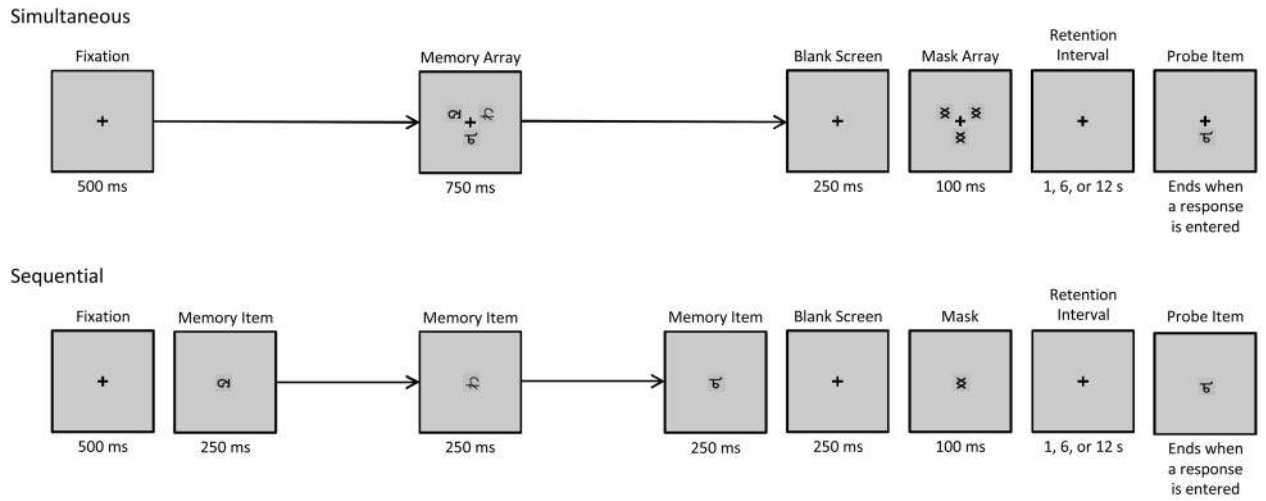 Simultaneous
Fixation
Memory Array
Blank Screen
Mask Array
Retention
Interval
Probe Item
500 ms
750 ms
250 ms
100 ms
1, 6, or 12 s
Ends when
a response
is entered
Sequential
Fixation
Memory Item
Memory Item
Memory Item
Blank Screen
Mask
Retention
Interval
Probe Item
500 ms
250 ms
250 ms
250 ms
250 ms
100 ms
1, 6, or 12 s
Ends when
a response
is entered